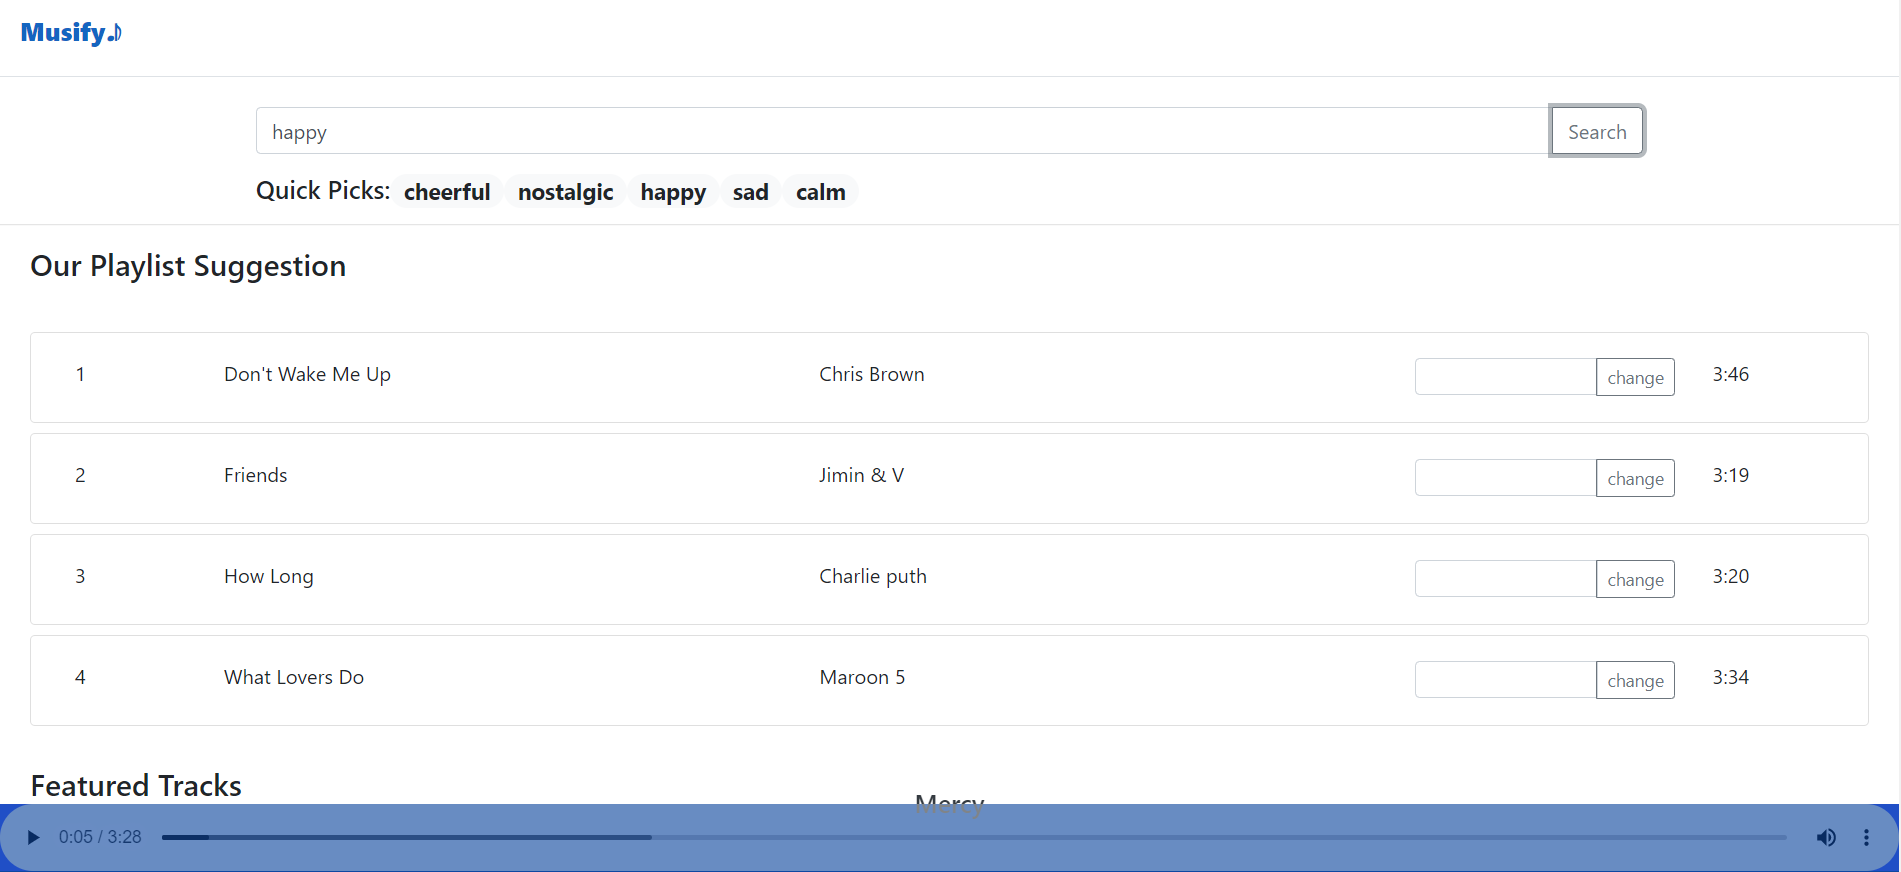 Musify♪
happy Search
Quick Picks: cheerful nostalgic happy sad calm
Our Playlist Suggestion
1 Don't Wake Me Up Chris Brown change 3:46
2 Friends Jimin & V change 3:19
3 How Long Charlie puth change 3:20
4 What Lovers Do Maroon 5 change 3:34
Featured Tracks
Mercy
0:05 / 3:28